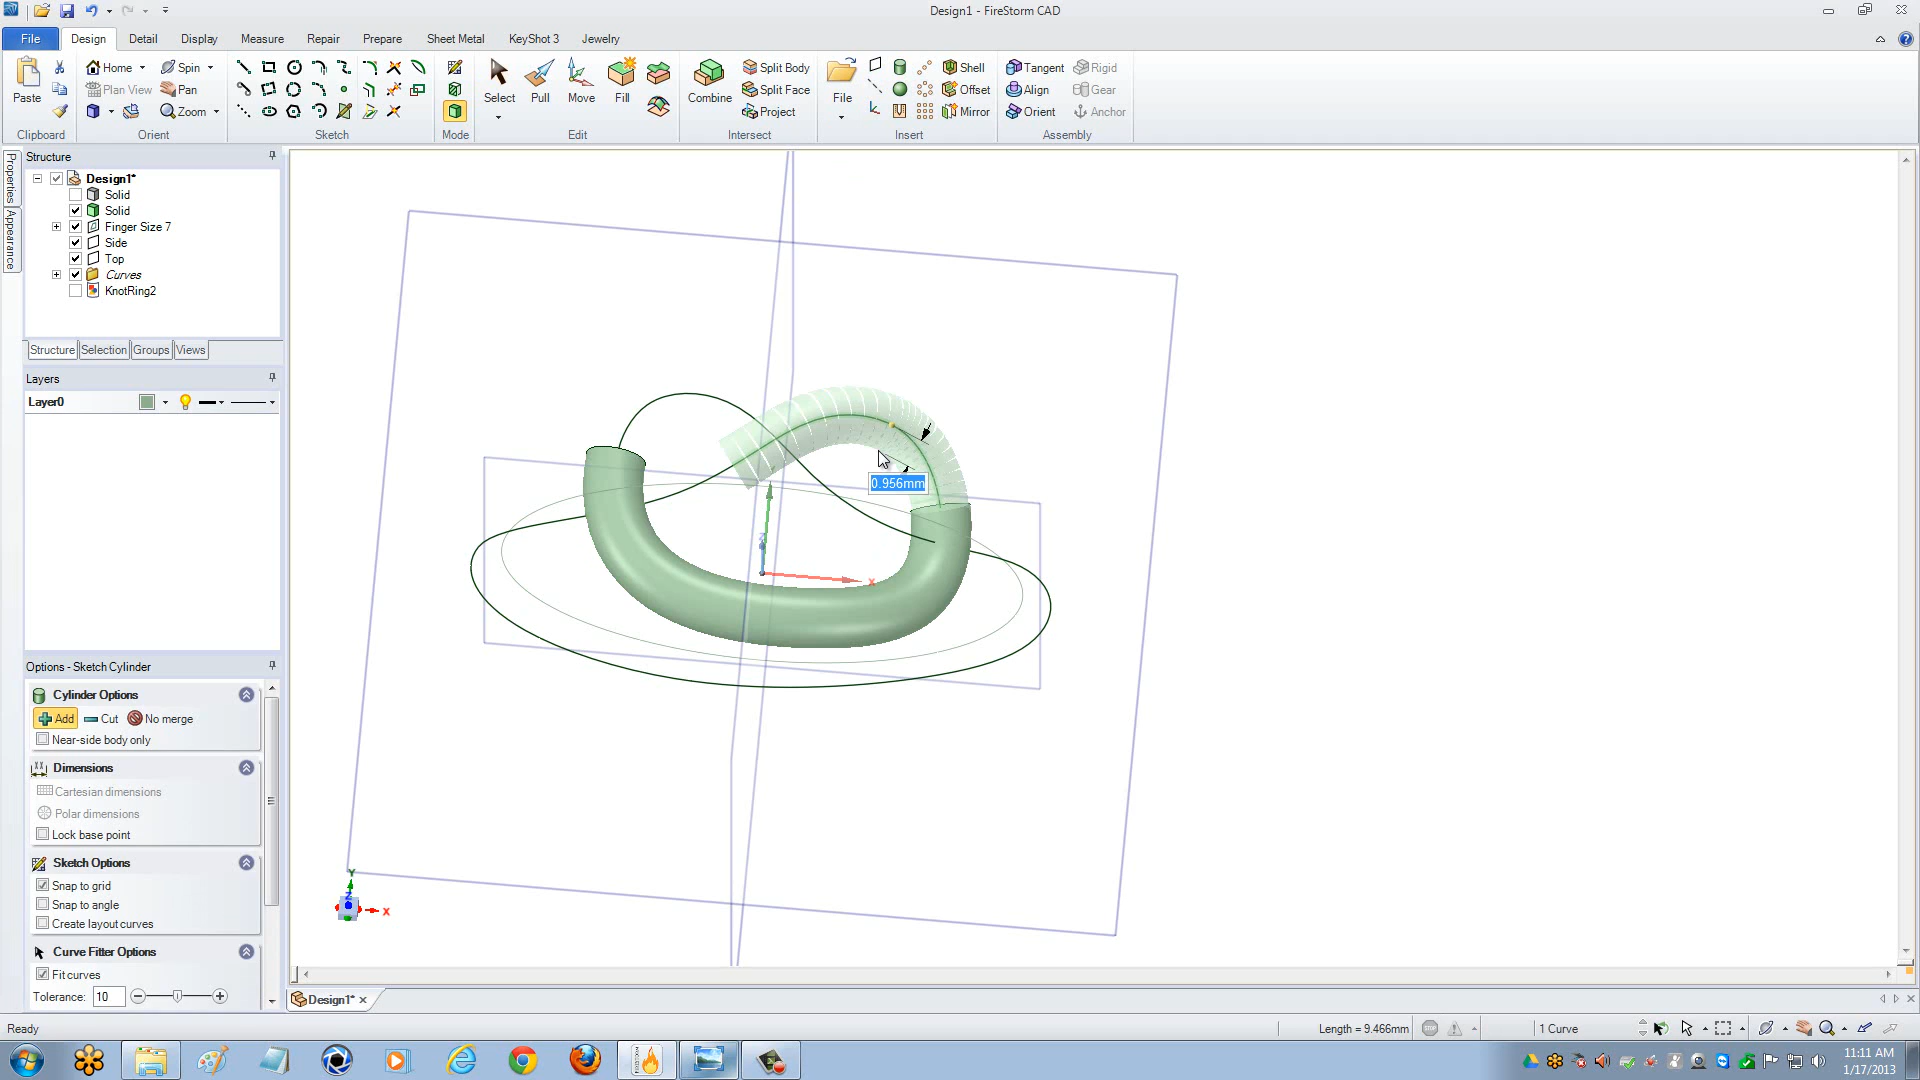 Design1 - FireStorm CAD
File Design Detail Display Measure Repair Prepare Sheet Metal KeyShot 3 Jewelry
Paste
Clipboard
Home Spin
Plan View Pan
Zoom
Orient
Sketch
Mode
Select Pull Move Fill
Edit
Combine Split Body
Split Face
Project
Intersect
File Shell
Offset
Mirror
Insert
Tangent Rigid
Align Gear
Orient Anchor
Assembly
Properties
Appearance
Structure
Design1*
Solid
Solid
Finger Size 7
Side
Top
Curves
KnotRing2
Structure Selection Groups Views
Layers
Layer0
Options - Sketch Cylinder
Cylinder Options
Add Cut No merge
Near-side body only
Dimensions
Cartesian dimensions
Polar dimensions
Lock base point
Sketch Options
Snap to grid
Snap to angle
Create layout curves
Curve Fitter Options
Fit curves
Tolerance: 10
0.956mm
X
Z
Y
Z
X
Design1*
Ready
Length = 9.466mm
1 Curve
11:11 AM
1/17/2013